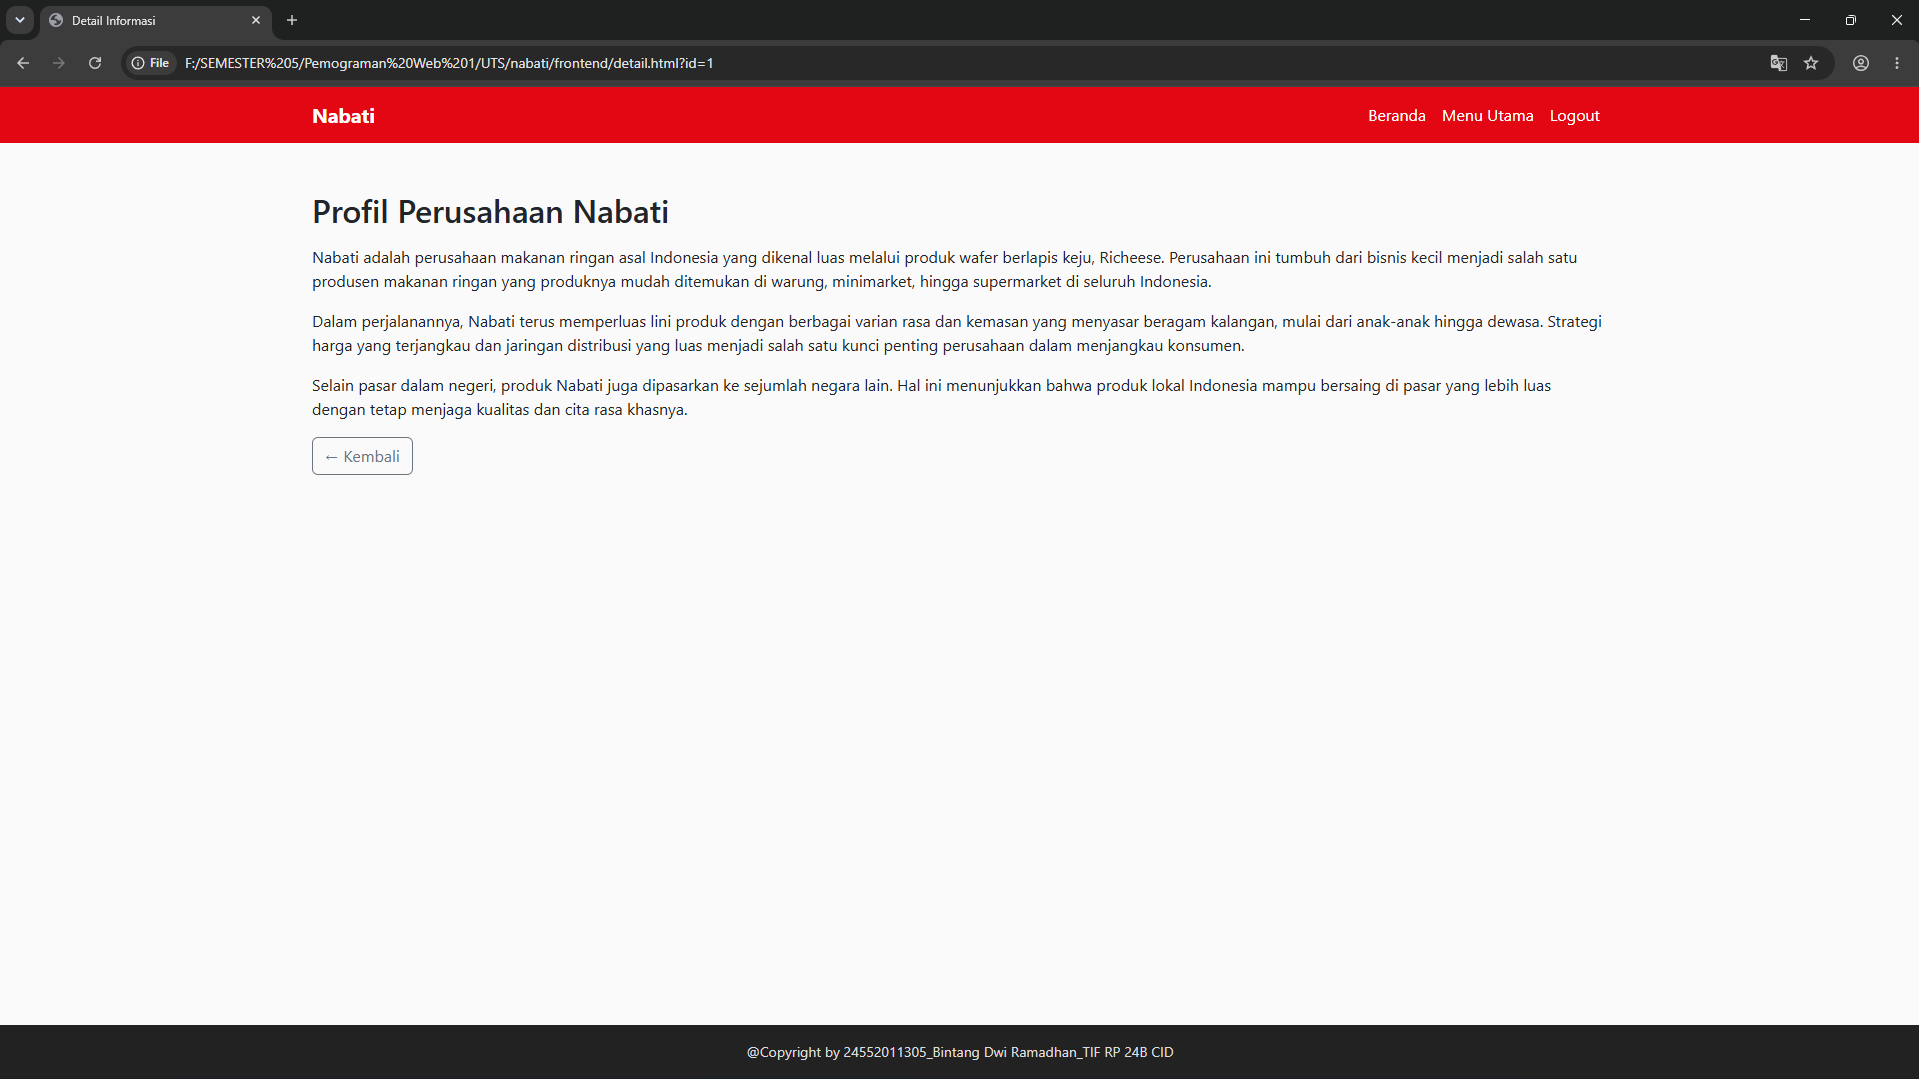 Detail Informasi
File F:/SEMESTER%205/Pemograman%20Web%201/UTS/nabati/frontend/detail.html?id=1
Nabati
Beranda Menu Utama Logout
Profil Perusahaan Nabati
Nabati adalah perusahaan makanan ringan asal Indonesia yang dikenal luas melalui produk wafer berlapis keju, Richeese. Perusahaan ini tumbuh dari bisnis kecil menjadi salah satu
produsen makanan ringan yang produknya mudah ditemukan di warung, minimarket, hingga supermarket di seluruh Indonesia.
Dalam perjalanannya, Nabati terus memperluas lini produk dengan berbagai varian rasa dan kemasan yang menyasar beragam kalangan, mulai dari anak-anak hingga dewasa. Strategi
harga yang terjangkau dan jaringan distribusi yang luas menjadi salah satu kunci penting perusahaan dalam menjangkau konsumen.
Selain pasar dalam negeri, produk Nabati juga dipasarkan ke sejumlah negara lain. Hal ini menunjukkan bahwa produk lokal Indonesia mampu bersaing di pasar yang lebih luas
dengan tetap menjaga kualitas dan cita rasa khasnya.
← Kembali
@Copyright by 24552011305_Bintang Dwi Ramadhan_TIF RP 24B CID